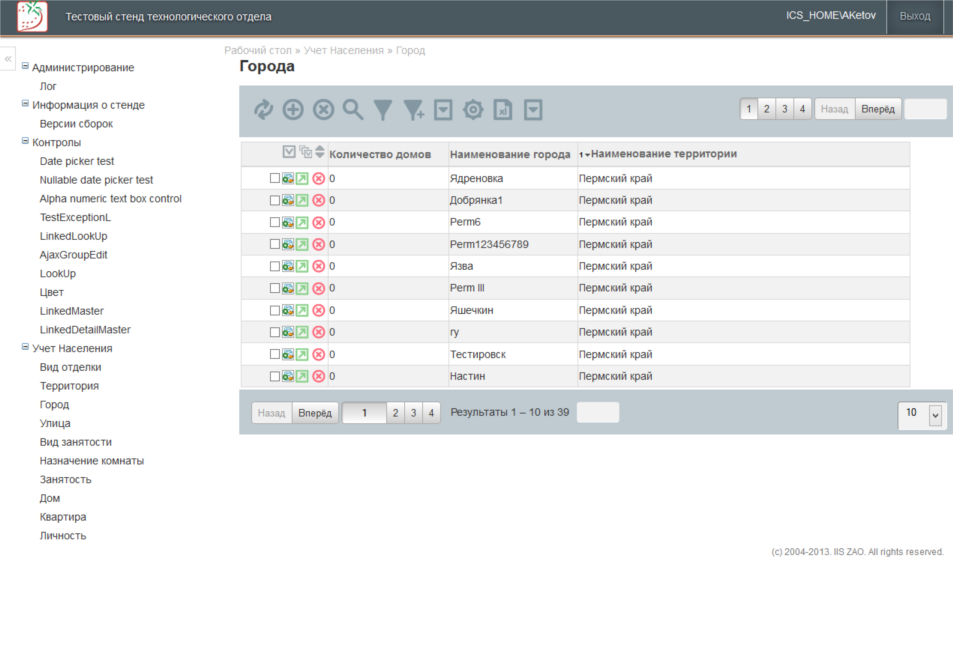 Тестовый стенд технологического отдела
ICS_HOME\AKetov
Выход
«
Администрирование
Лог
Информация о стенде
Версии сборок
Контролы
Date picker test
Nullable date picker test
Alpha numeric text box control
TestExceptionL
LinkedLookUp
AjaxGroupEdit
LookUp
Цвет
LinkedMaster
LinkedDetailMaster
Учет Населения
Вид отделки
Территория
Город
Улица
Вид занятости
Назначение комнаты
Занятость
Дом
Квартира
Личность
Рабочий стол » Учет Населения » Город
Города
1 2 3 4 Назад Вперёд
Количество домов Наименование города 1 Наименование территории
0 Ядреновка Пермский край
0 Добрянка1 Пермский край
0 Perm6 Пермский край
0 Perm123456789 Пермский край
0 Язва Пермский край
0 Perm III Пермский край
0 Яшечкин Пермский край
0 ry Пермский край
0 Тестировск Пермский край
0 Настин Пермский край
Назад Вперёд 1 2 3 4 Результаты 1 – 10 из 39 10
(c) 2004-2013. IIS ZAO. All rights reserved.